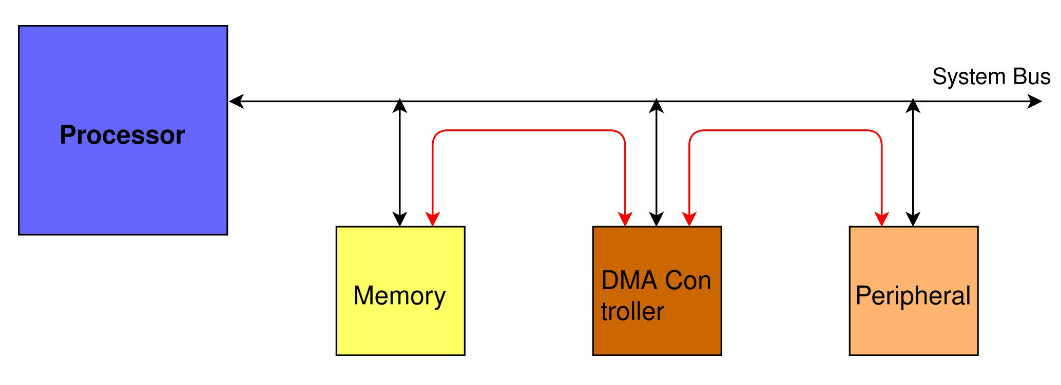 System Bus
Processor
Memory
DMA Con
troller
Peripheral